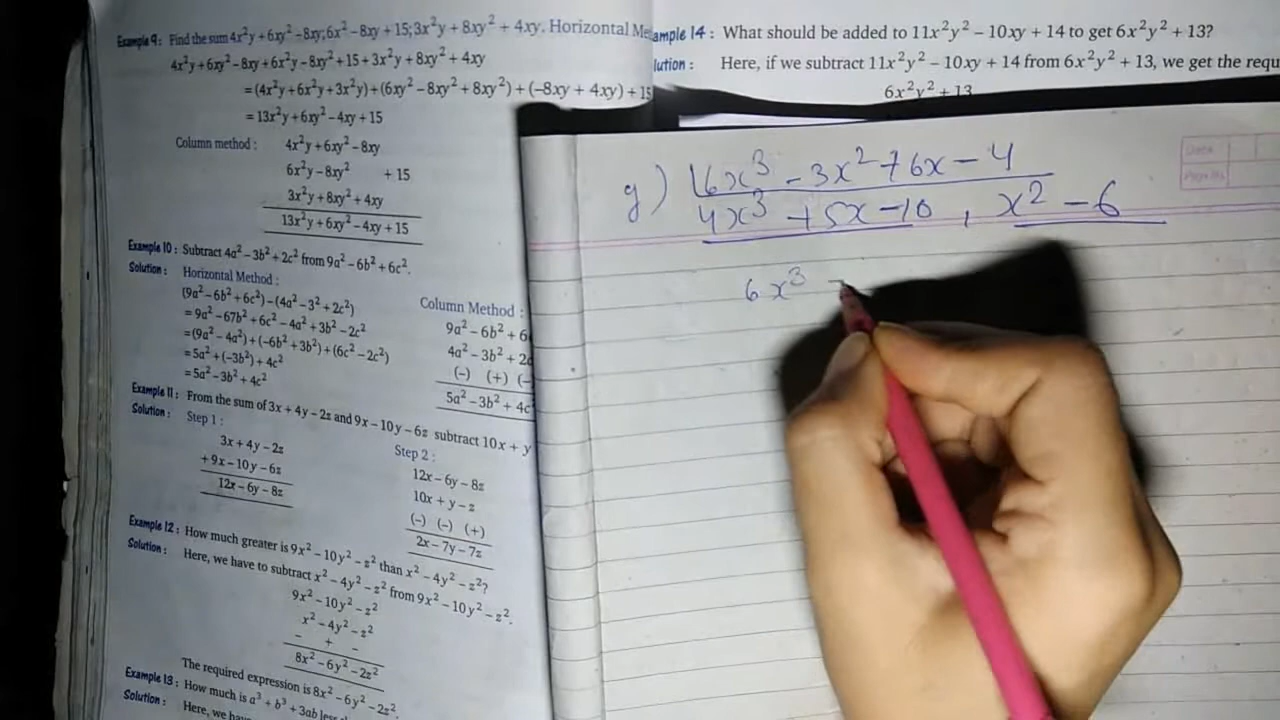 Example 9: Find the sum 4x²y + 6xy² – 8xy; 6x² – 8xy + 15; 3x²y + 8xy² + 4xy. Horizontal Me
4x²y + 6xy² – 8xy + 6x²y – 8xy² + 15 + 3x²y + 8xy² + 4xy
= (4x²y + 6x²y + 3x²y) + (6xy² – 8xy² + 8xy²) + (–8xy + 4xy) + 15
= 13x²y + 6xy² – 4xy + 15
Column method : 4x²y + 6xy² – 8xy
6x²y – 8xy² + 15
3x²y + 8xy² + 4xy
13x²y + 6xy² – 4xy + 15
Example 10 : Subtract 4a² – 3b² + 2c² from 9a² – 6b² + 6c².
Solution : Horizontal Method :
(9a² – 6b² + 6c²) – (4a² – 3² + 2c²)
= 9a² – 67b² + 6c² – 4a² + 3b² – 2c²
= (9a² – 4a²) + (–6b² + 3b²) + (6c² – 2c²)
= 5a² + (–3b²) + 4c²
= 5a² – 3b² + 4c²
Column Method :
9a² – 6b² + 6
4a² – 3b² + 2
(–) (+) (–
5a² – 3b² + 4c
Example 11 : From the sum of 3x + 4y – 2z and 9x – 10y – 6z subtract 10x + y
Solution : Step 1 :
3x + 4y – 2z
+ 9x – 10y – 6z
12x – 6y – 8z
Step 2 :
12x – 6y – 8z
10x + y – z
(–) (–) (+)
2x – 7y – 7z
Example 12 : How much greater is 9x² – 10y² – z² than x² – 4y² – z²?
Solution : Here, we have to subtract x² – 4y² – z² from 9x² – 10y² – z².
9x² – 10y² – z²
x² – 4y² – z²
– + –
8x² – 6y² – 2z²
The required expression is 8x² – 6y² – 2z².
Example 13 : How much is a³ + b³ + 3ab less
Solution : Here, we hav
ample 14 : What should be added to 11x²y² – 10xy + 14 to get 6x²y² + 13?
lution : Here, if we subtract 11x²y² – 10xy + 14 from 6x²y² + 13, we get the requ
6x²y² + 13
Date
Page No.
g) 6x³ - 3x² + 6x - 4
4x³ + 5x - 10 , x² - 6
6x³ -